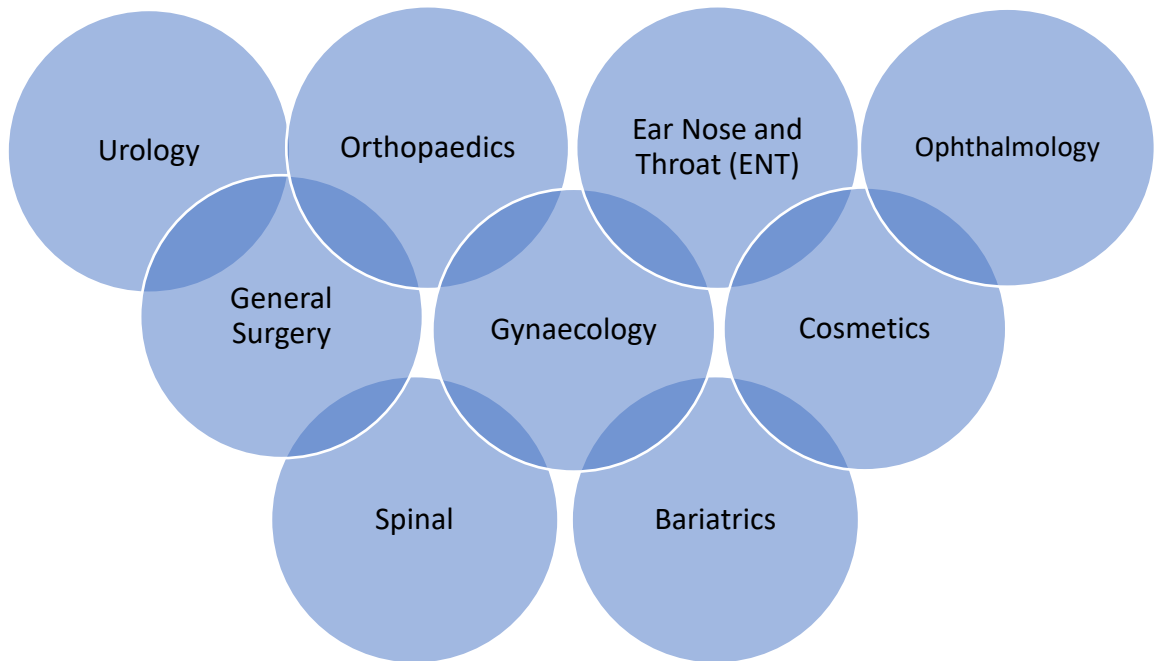 Urology
Orthopaedics
Ear Nose and
Throat (ENT)
Ophthalmology
General
Surgery
Gynaecology
Cosmetics
Spinal
Bariatrics